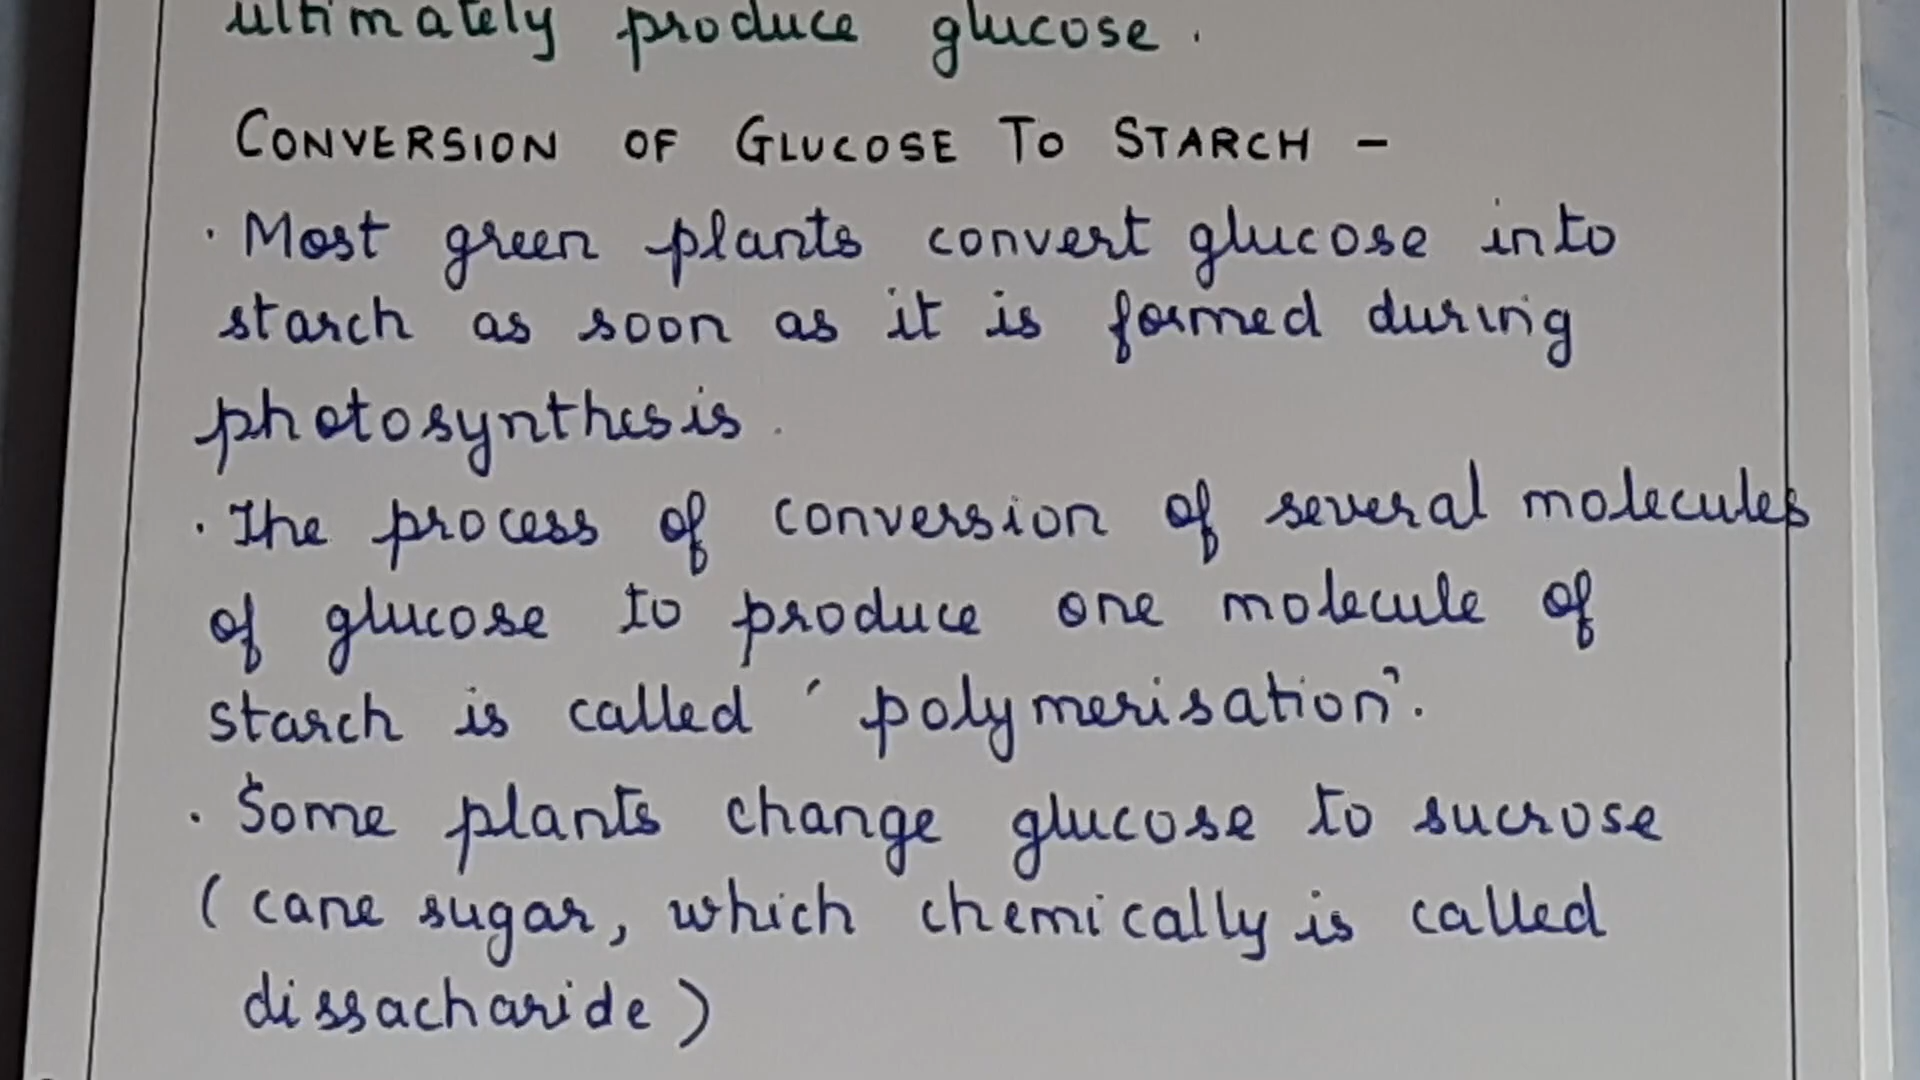 ultimately produce glucose.
CONVERSION OF GLUCOSE TO STARCH -
· Most green plants convert glucose into
starch as soon as it is formed during
photosynthesis.
· The process of conversion of several molecules
of glucose to produce one molecule of
starch is called ‘polymerisation’.
· Some plants change glucose to sucrose
(cane sugar, which chemically is called
dissacharide)